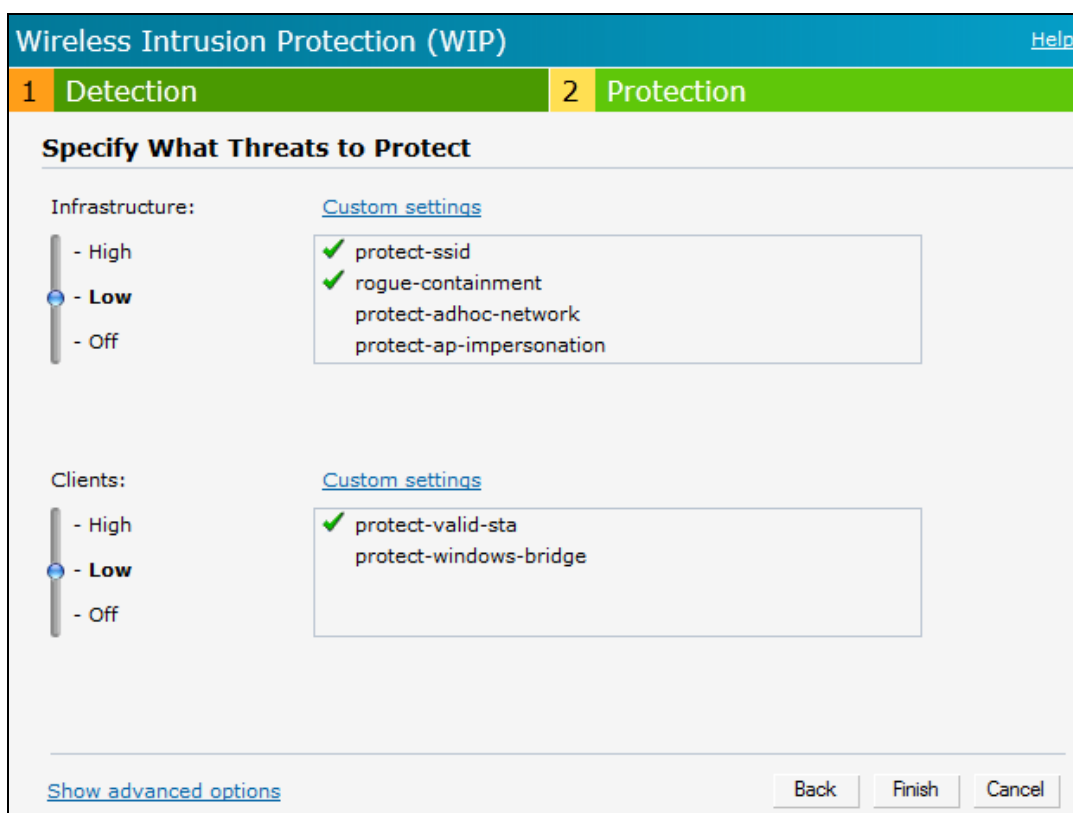 Wireless Intrusion Protection (WIP)
Help
1 Detection
2 Protection
Specify What Threats to Protect
Infrastructure:
Custom settings
- High
- Low
- Off
protect-ssid
rogue-containment
protect-adhoc-network
protect-ap-impersonation
Clients:
Custom settings
- High
- Low
- Off
protect-valid-sta
protect-windows-bridge
Show advanced options
Back
Finish
Cancel